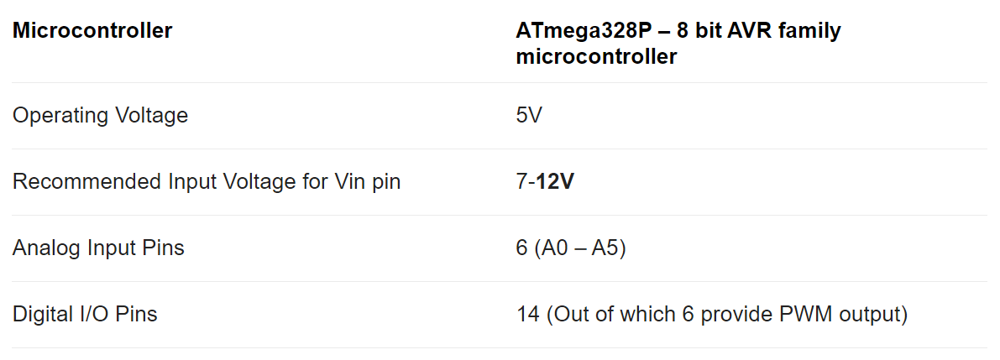 Microcontroller
ATmega328P – 8 bit AVR family
microcontroller
Operating Voltage
5V
Recommended Input Voltage for Vin pin
7-12V
Analog Input Pins
6 (A0 – A5)
Digital I/O Pins
14 (Out of which 6 provide PWM output)